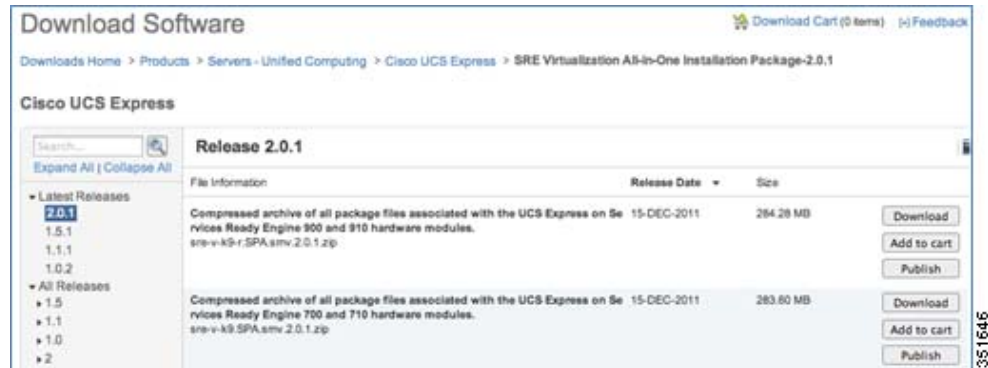 Download Software
Download Cart (0 items) [+] Feedback
Downloads Home > Products > Servers - Unified Computing > Cisco UCS Express > SRE Virtualization All-in-One Installation Package-2.0.1
Cisco UCS Express
Search...
Expand All | Collapse All
Latest Releases
2.0.1
1.5.1
1.1.1
1.0.2
All Releases
1.5
1.1
1.0
2
Release 2.0.1
File Information Release Date Size
Compressed archive of all package files associated with the UCS Express on Se 15-DEC-2011 284.28 MB
rvices Ready Engine 900 and 910 hardware modules.
sre-v-k9-r.SPA.smv.2.0.1.zip
Download
Add to cart
Publish
Compressed archive of all package files associated with the UCS Express on Se 15-DEC-2011 283.60 MB
rvices Ready Engine 700 and 710 hardware modules.
sre-v-k9.SPA.smv.2.0.1.zip
Download
Add to cart
Publish
351646